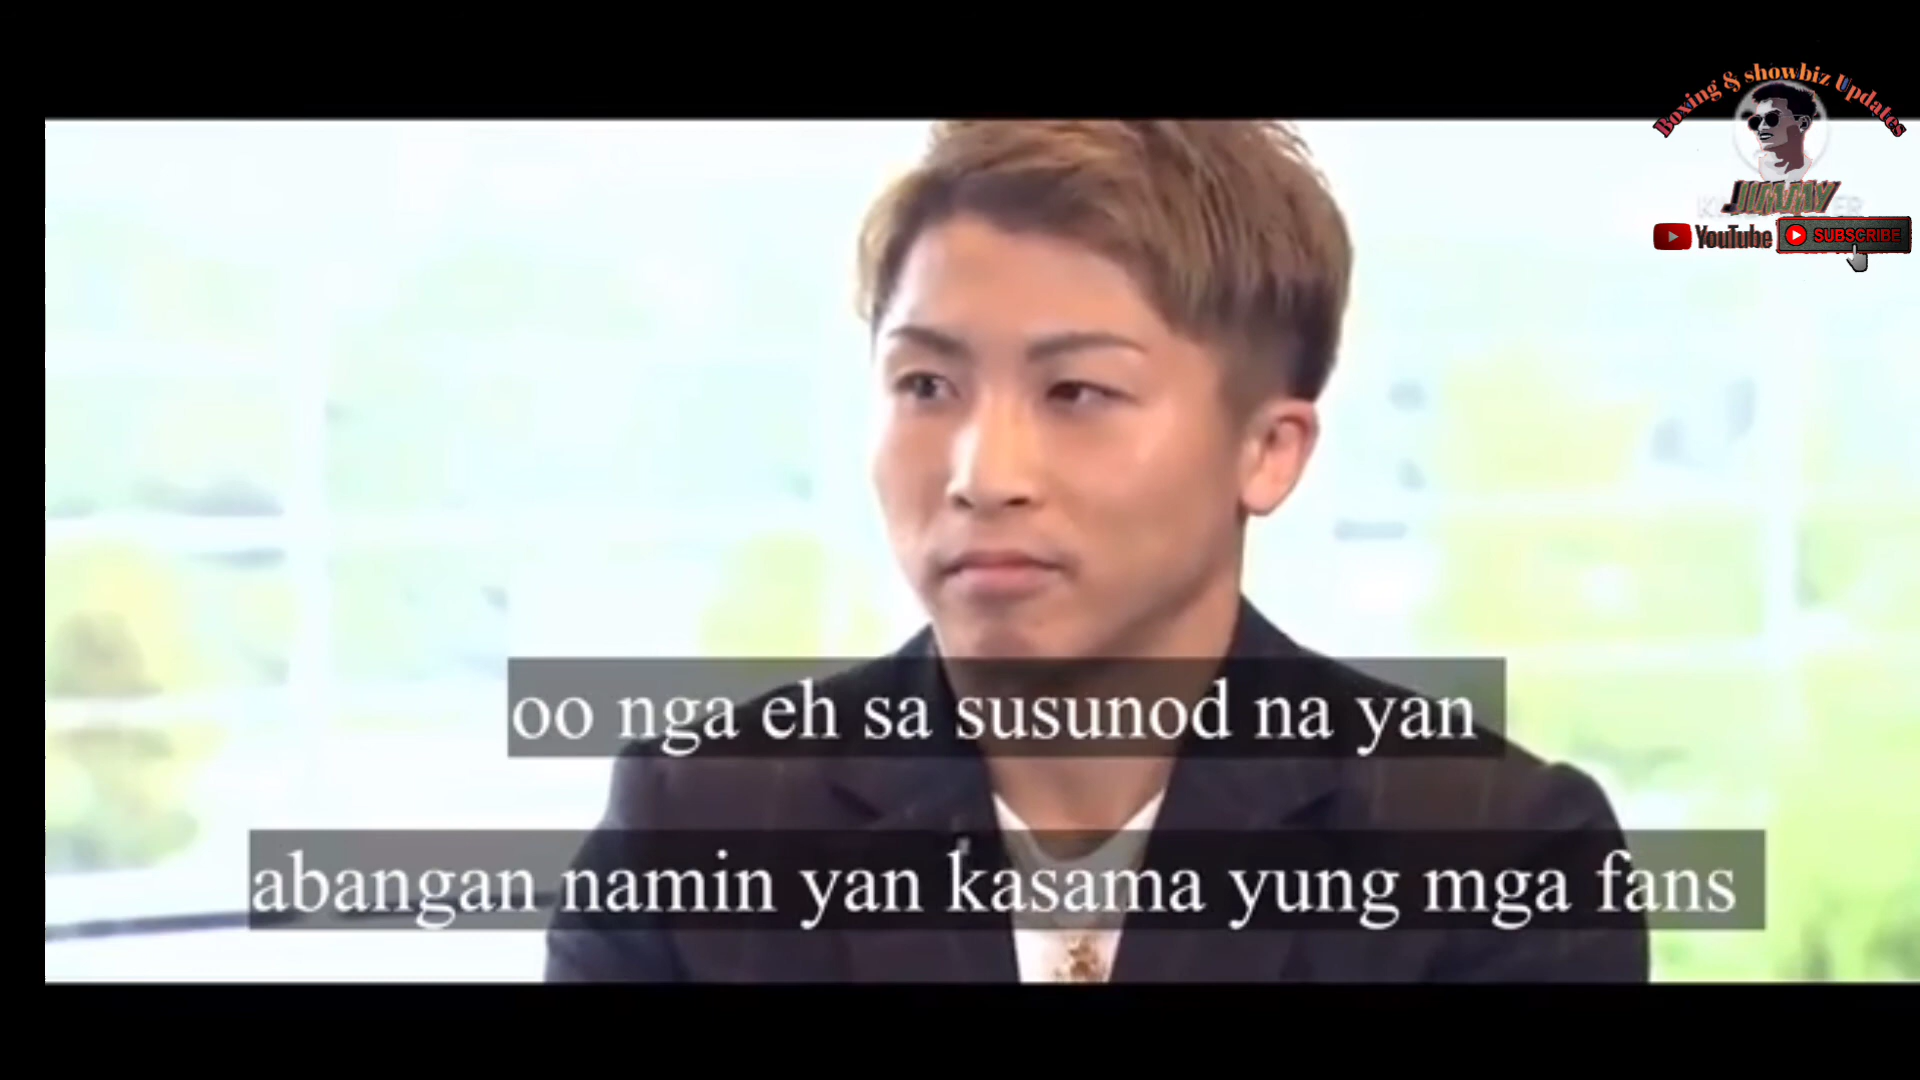 Boxing & showbiz Updates
JIMMY
YouTube SUBSCRIBE
oo nga eh sa susunod na yan
abangan namin yan kasama yung mga fans